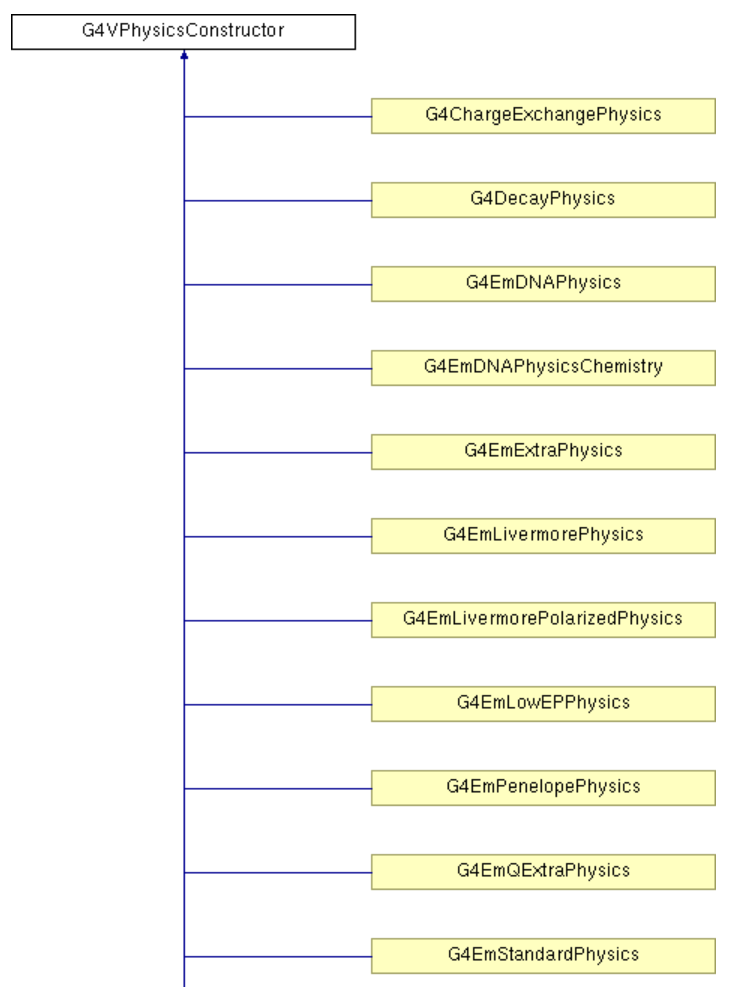 G4VPhysicsConstructor
G4ChargeExchangePhysics
G4DecayPhysics
G4EmDNAPhysics
G4EmDNAPhysicsChemistry
G4EmExtraPhysics
G4EmLivermorePhysics
G4EmLivermorePolarizedPhysics
G4EmLowEPPhysics
G4EmPenelopePhysics
G4EmQExtraPhysics
G4EmStandardPhysics